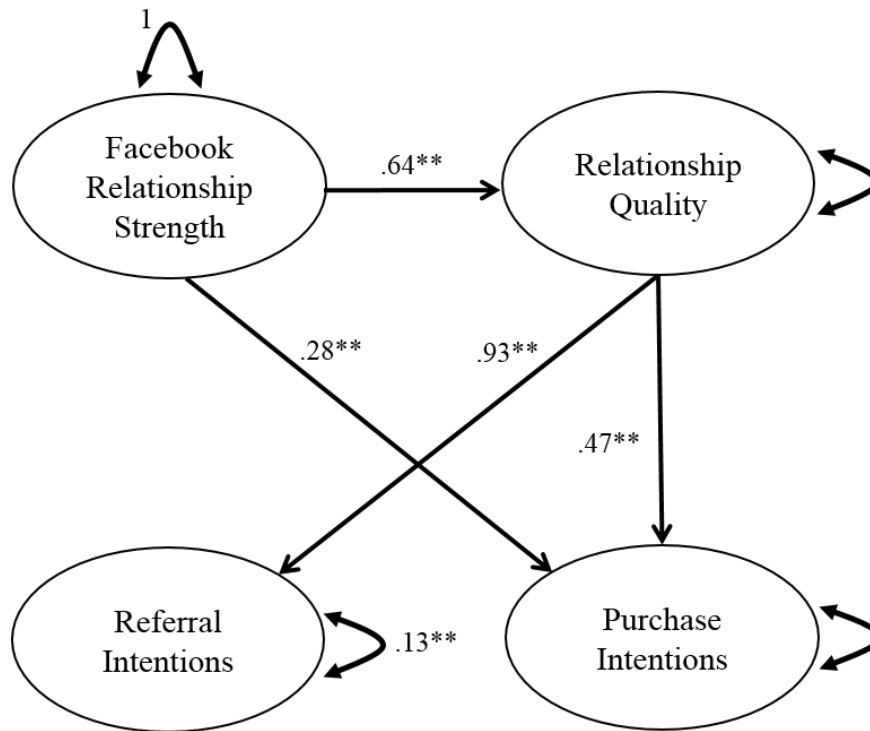 1
Facebook
Relationship
Strength
.64**
Relationship
Quality
.28**
.93**
.47**
Referral
Intentions
.13**
Purchase
Intentions